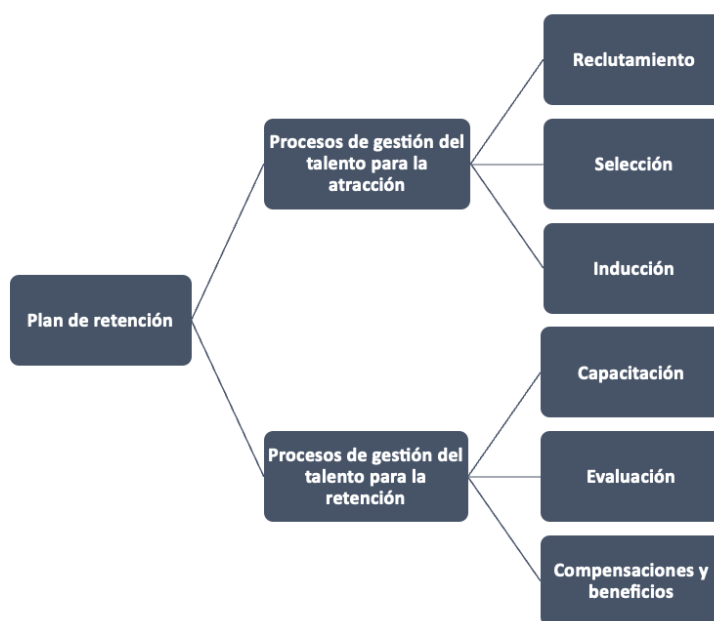 Reclutamiento
Procesos de gestión del
talento para la
atracción
Selección
Inducción
Plan de retención
Capacitación
Procesos de gestión del
talento para la
retención
Evaluación
Compensaciones y
beneficios